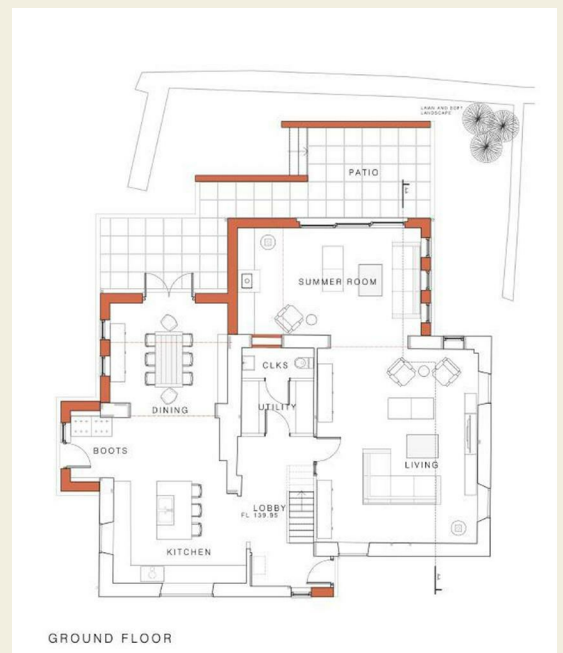 LAWN AND SOFT
LANDSCAPE
PATIO
SUMMER ROOM
CLKS
UTILITY
DINING
BOOTS
LIVING
LOBBY
FL 139.95
KITCHEN
GROUND FLOOR